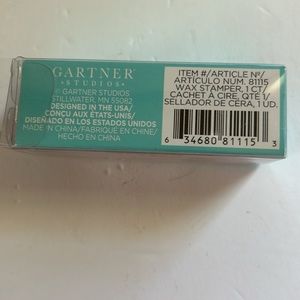 GARTNER
STUDIOS
© GARTNER STUDIOS
STILLWATER, MN 55082
DESIGNED IN THE USA/
CONÇU AUX ÉTATS-UNIS/
DISEÑADO EN LOS ESTADOS UNIDOS
MADE IN CHINA/FABRIQUÉ EN CHINE/
HECHO EN CHINA
ITEM #/ARTICLE Nº/
ARTÍCULO NÚM. 81115
WAX STAMPER, 1 CT/
CACHET À CIRE, QTÉ 1/
SELLADOR DE CERA, 1 UD.
6 34680 81115 3